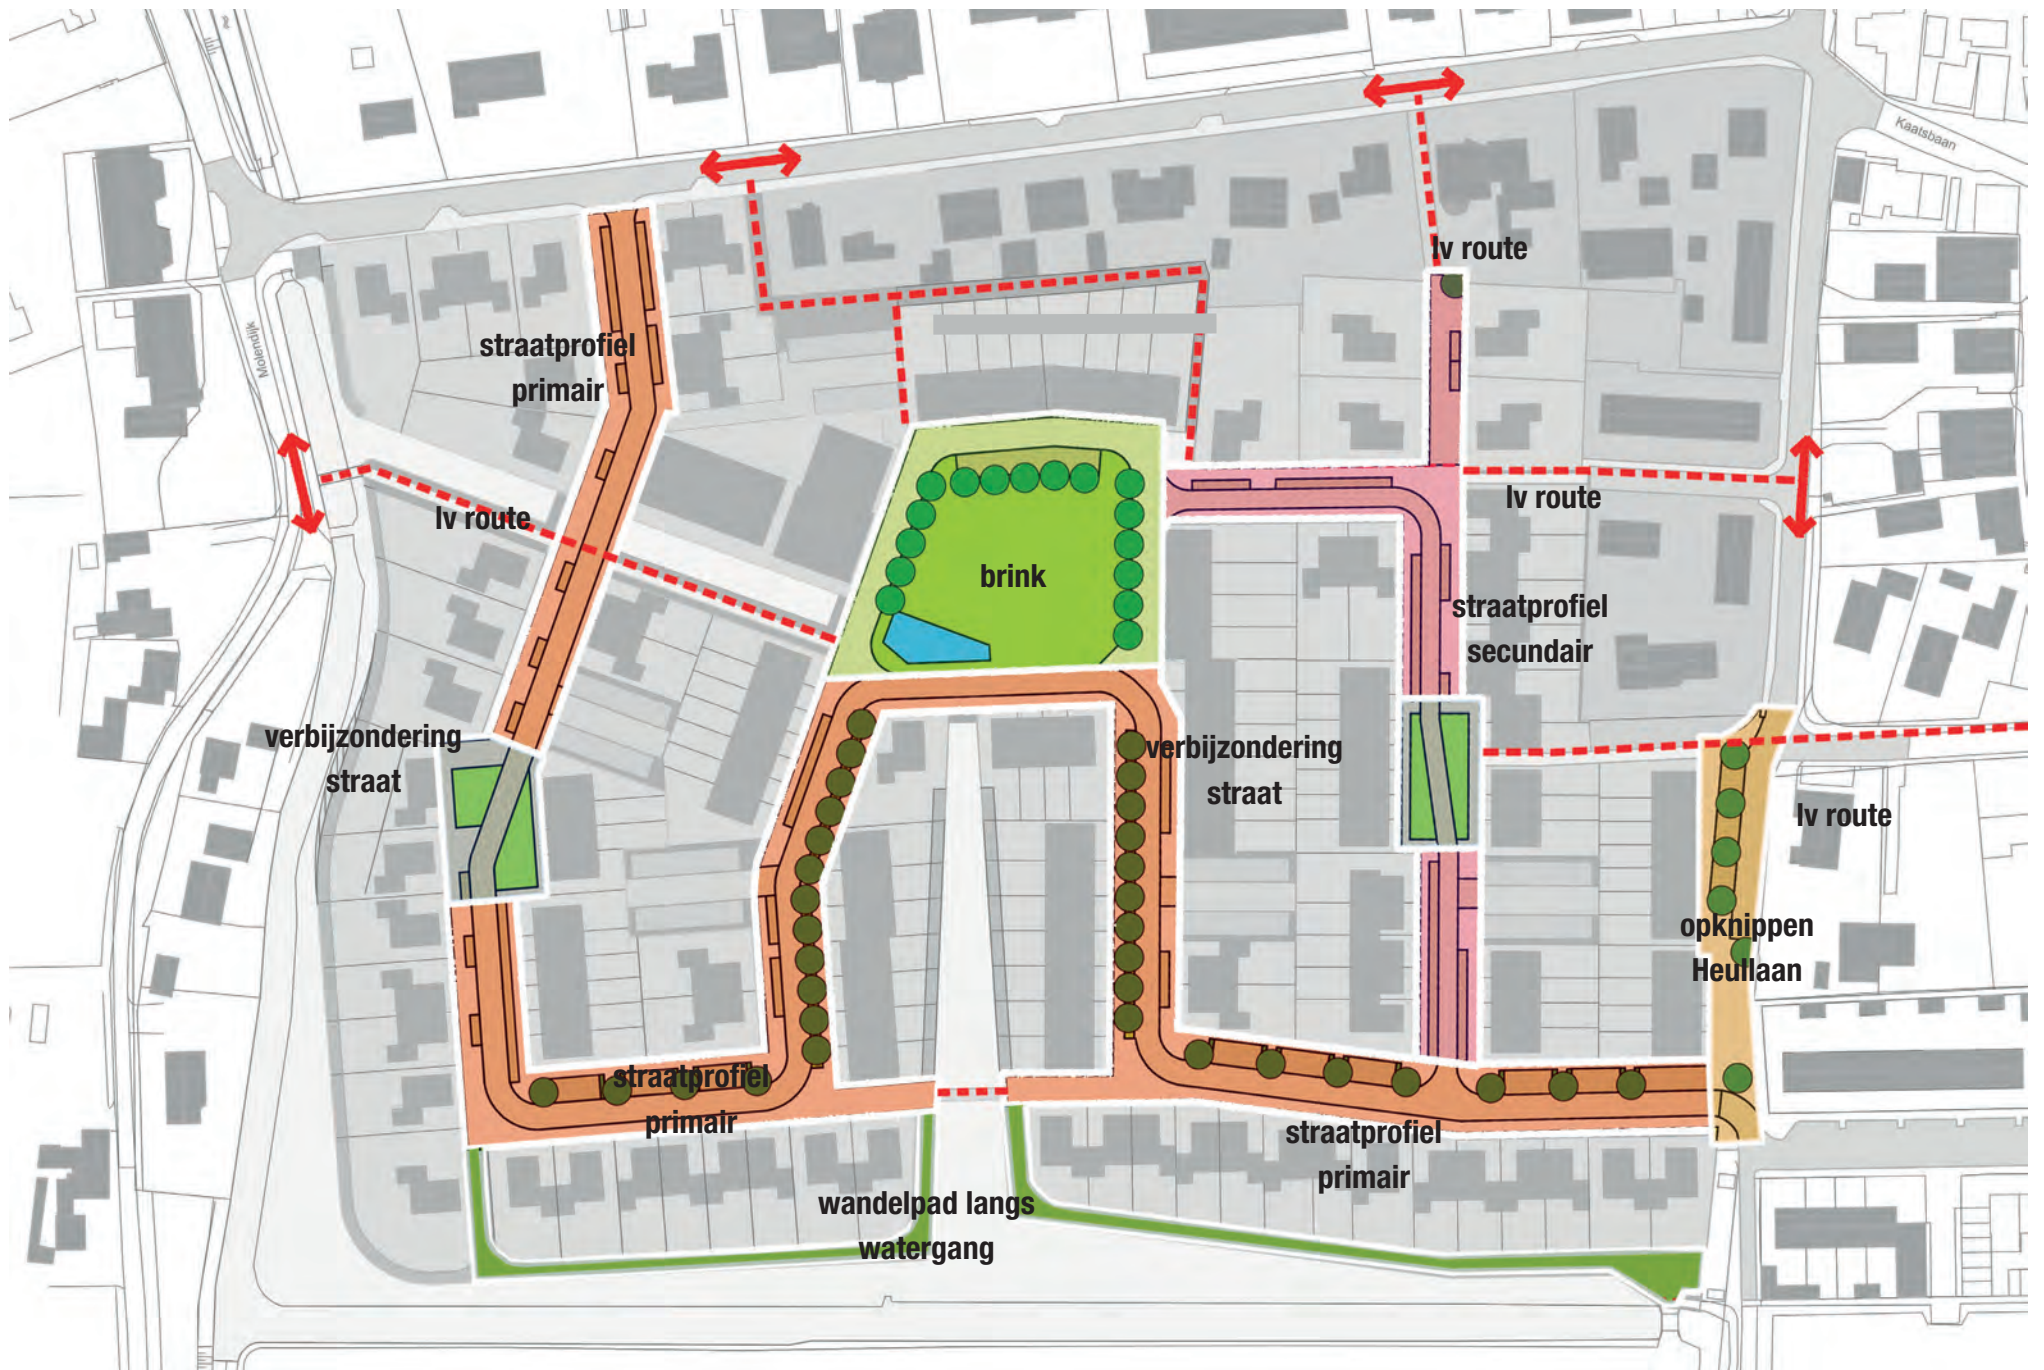 Kaatsbaan
lv route
Molendijk
straatprofiel
primair
lv route
lv route
brink
straatprofiel
secundair
verbijzondering
straat
verbijzondering
straat
lv route
opknippen
Heullaan
straatprofiel
primair
straatprofiel
primair
wandelpad langs
watergang